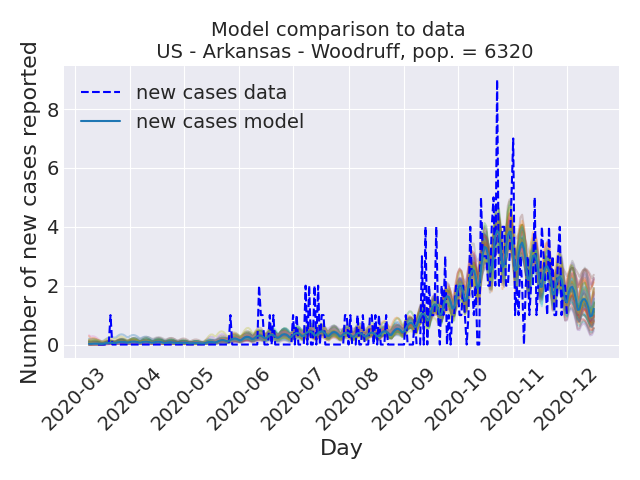 Model comparison to data
US - Arkansas - Woodruff, pop. = 6320
Number of new cases reported
new cases data
new cases model
8
6
4
2
0
2020-03
2020-04
2020-05
2020-06
2020-07
2020-08
2020-09
2020-10
2020-11
2020-12
Day